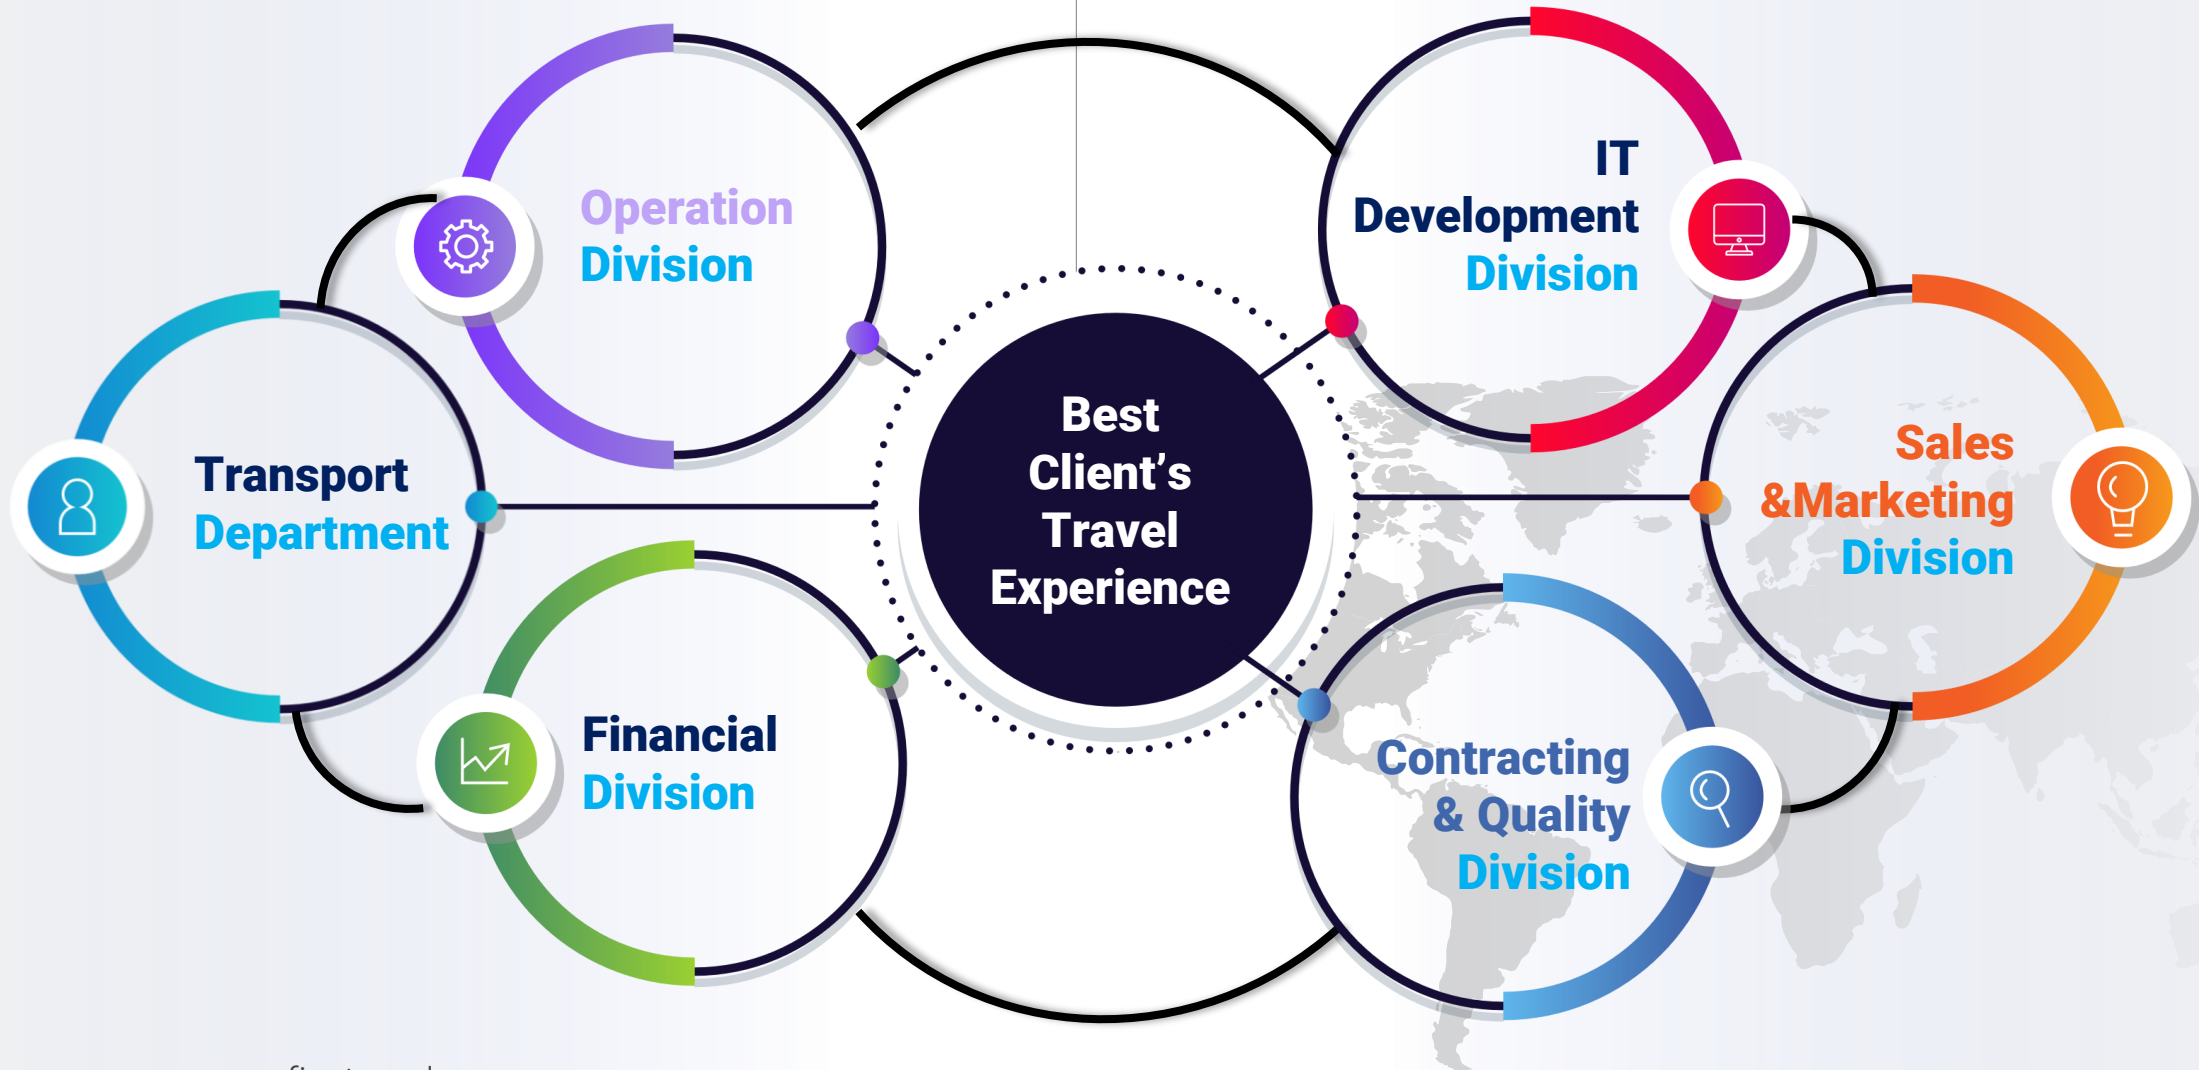 Operation
Division
IT
Development
Division
Transport
Department
Best
Client’s
Travel
Experience
Sales
&Marketing
Division
Financial
Division
Contracting
& Quality
Division